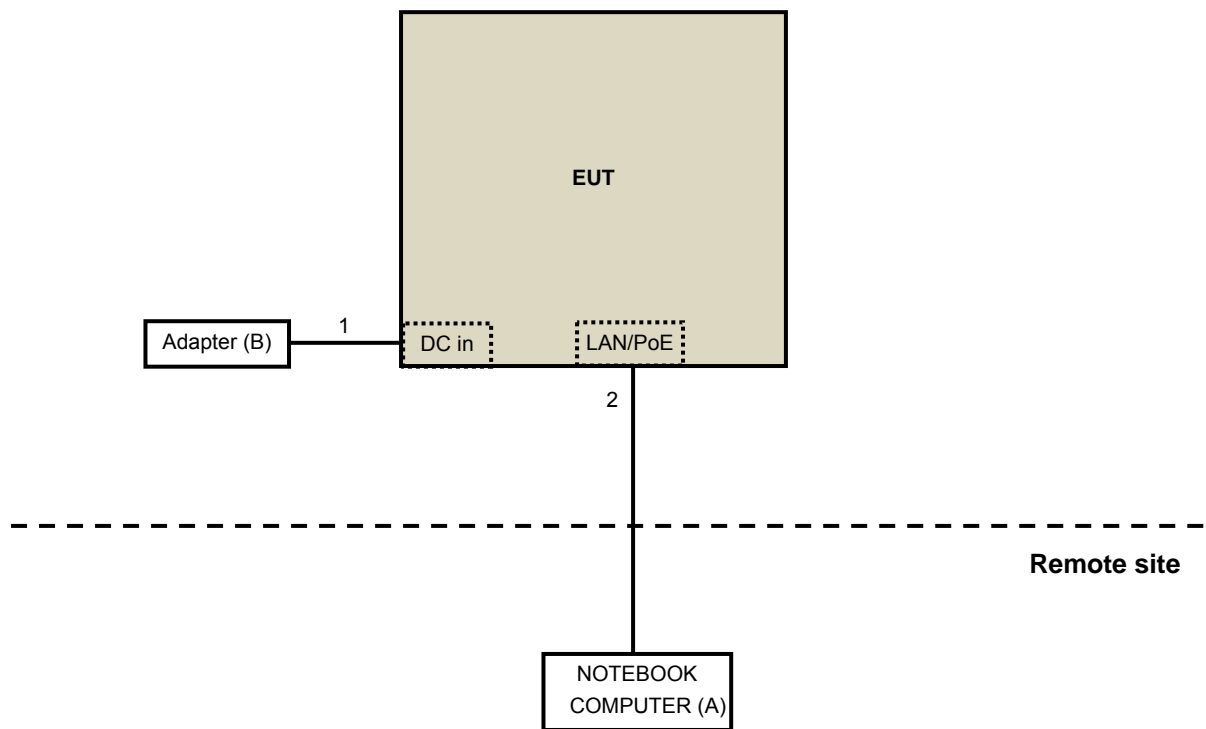 EUT
1
Adapter (B)
DC in
LAN/PoE
2
Remote site
NOTEBOOK
COMPUTER (A)